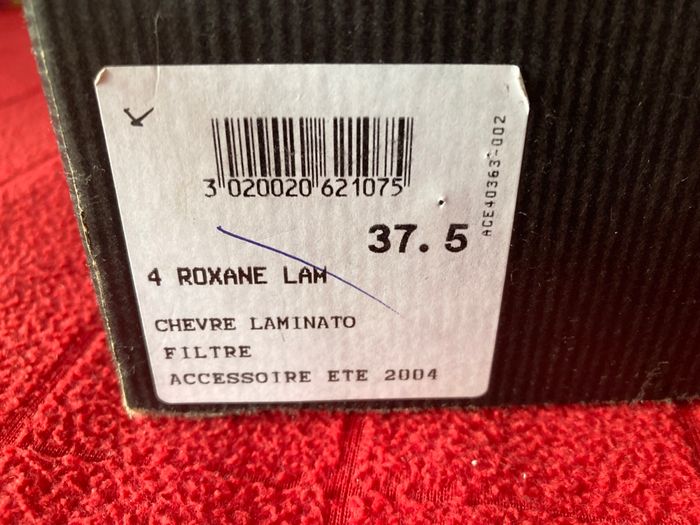 3 020020 621075
ACE40363-002
37.5
4 ROXANE LAM
CHEVRE LAMINATO
FILTRE
ACCESSOIRE ETE 2004